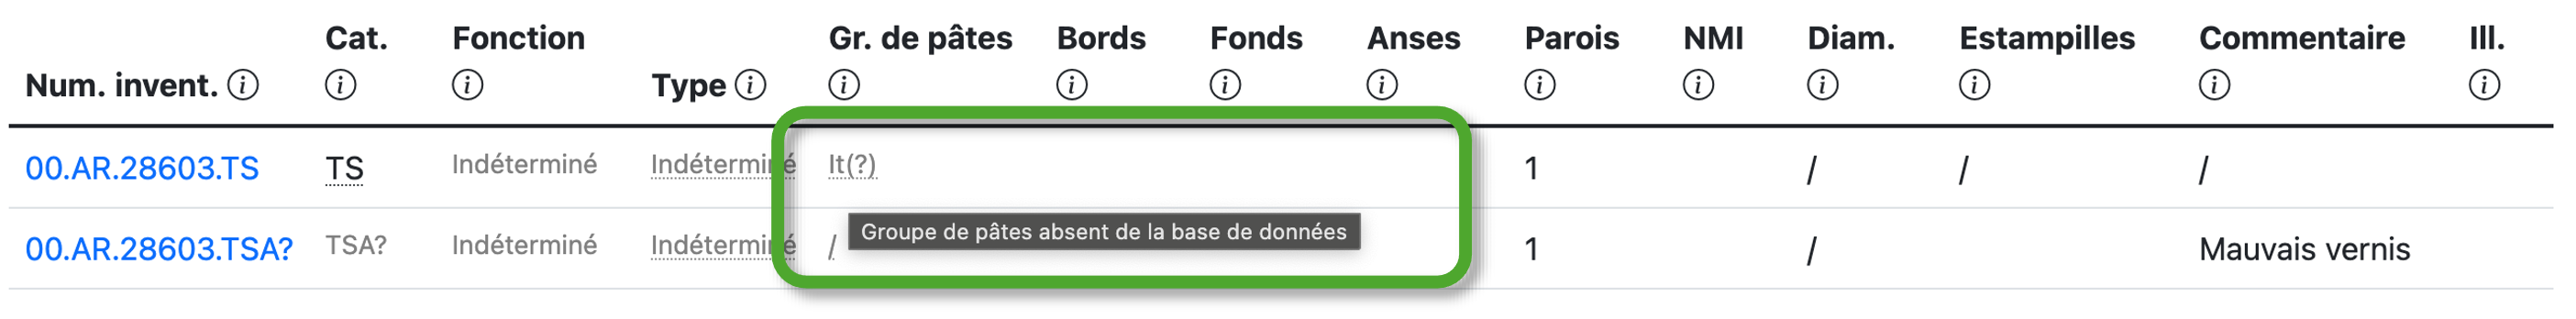 Num. invent. Cat. Fonction Type Gr. de pâtes Bords Fonds Anses Parois NMI Diam. Estampilles Commentaire Ill.
00.AR.28603.TS TS Indéterminé Indéterminé It(?) 1 / / /
Groupe de pâtes absent de la base de données
00.AR.28603.TSA? TSA? Indéterminé Indéterminé / 1 / Mauvais vernis